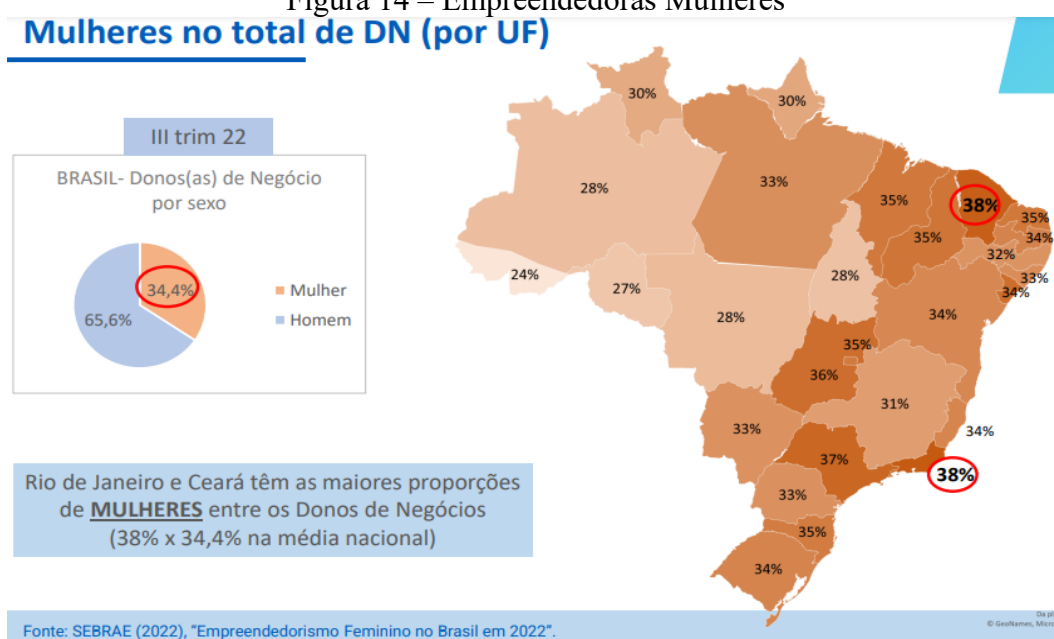 Figura 14 – Empreendedoras Mulheres
Mulheres no total de DN (por UF)
III trim 22
BRASIL- Donos(as) de Negócio
por sexo
34,4%
65,6%
Mulher
Homem
30%
30%
28%
33%
35%
38%
35%
35%
34%
32%
33%
34%
24%
27%
28%
28%
34%
35%
36%
31%
33%
34%
37%
38%
33%
35%
34%
Rio de Janeiro e Ceará têm as maiores proporções
de MULHERES entre os Donos de Negócios
(38% x 34,4% na média nacional)
Fonte: SEBRAE (2022), “Empreendedorismo Feminino no Brasil em 2022”.
© GeoNames, Micro